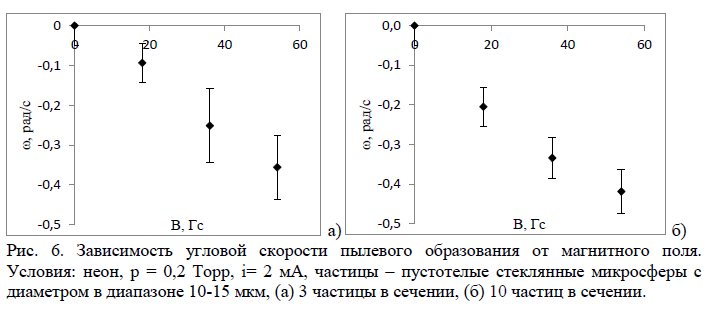 0
0 20 40 60
-0,1
-0,2
-0,3
-0,4
-0,5
ω, рад/с
В, Гс
а)
0,0
0 20 40 60
-0,1
-0,2
-0,3
-0,4
-0,5
ω, рад/с
В, Гс
б)
Рис. 6. Зависимость угловой скорости пылевого образования от магнитного поля.
Условия: неон, р = 0,2 Торр, i= 2 мА, частицы – пустотелые стеклянные микросферы с
диаметром в диапазоне 10-15 мкм, (а) 3 частицы в сечении, (б) 10 частиц в сечении.